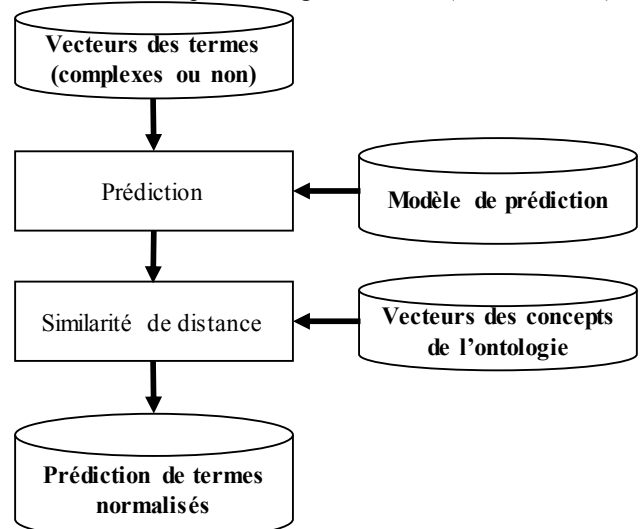 Vecteurs des termes
(complexes ou non)
Prédiction
Modèle de prédiction
Similarité de distance
Vecteurs des concepts
de l'ontologie
Prédiction de termes
normalisés